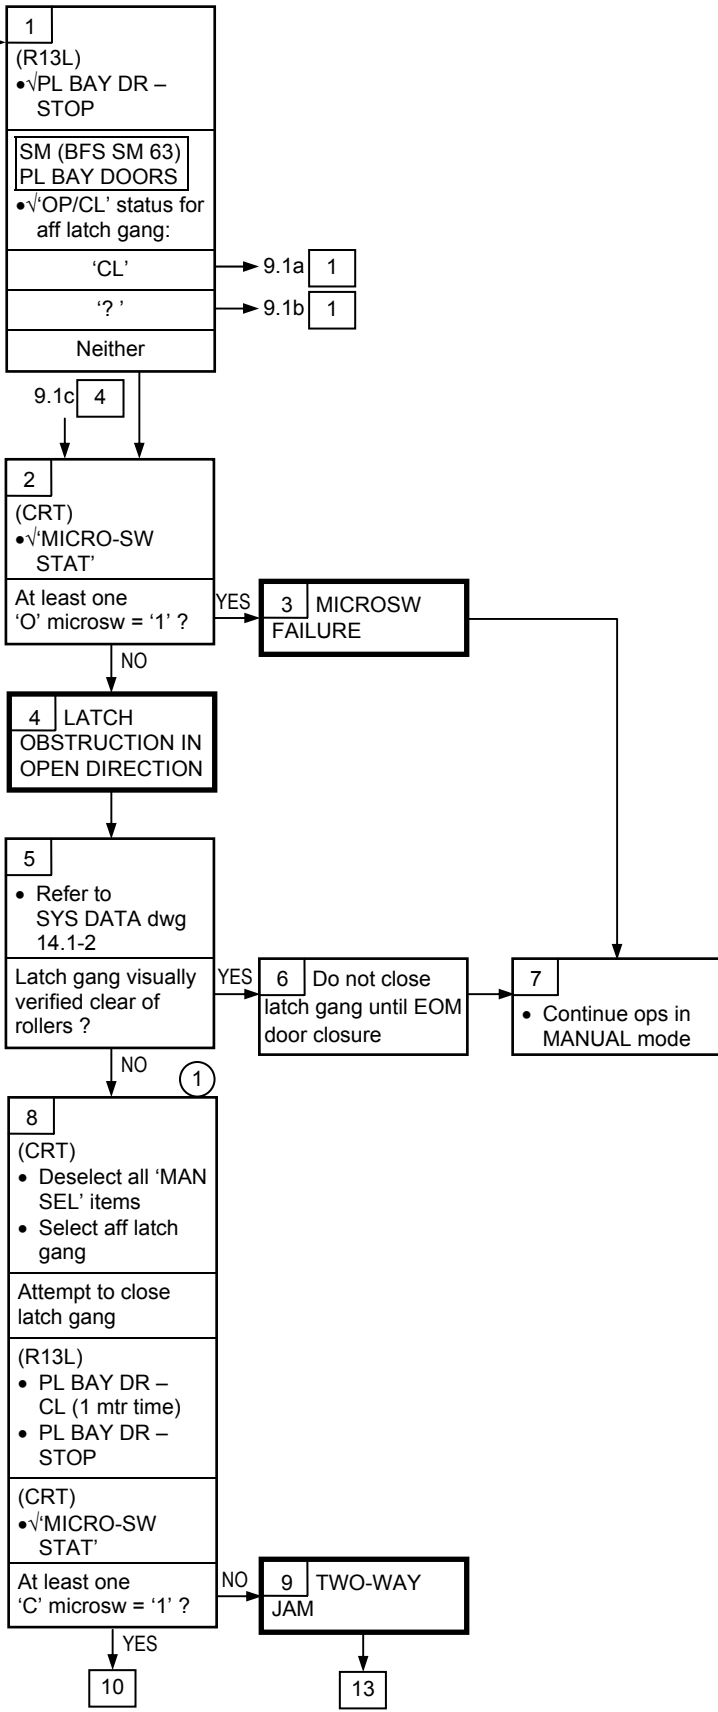 1
(R13L)
•√PL BAY DR –
STOP
SM (BFS SM 63)
PL BAY DOORS
•√'OP/CL' status for
aff latch gang:
'CL'
9.1a 1
'? '
9.1b 1
Neither
9.1c 4
2
(CRT)
•√'MICRO-SW
STAT'
At least one
'O' microsw = '1' ?
YES
3 MICROSW
FAILURE
NO
4 LATCH
OBSTRUCTION IN
OPEN DIRECTION
5
• Refer to
SYS DATA dwg
14.1-2
Latch gang visually
verified clear of
rollers ?
YES
6 Do not close
latch gang until EOM
door closure
7
• Continue ops in
MANUAL mode
NO
1
8
(CRT)
• Deselect all 'MAN
SEL' items
• Select aff latch
gang
Attempt to close
latch gang
(R13L)
• PL BAY DR –
CL (1 mtr time)
• PL BAY DR –
STOP
(CRT)
•√'MICRO-SW
STAT'
At least one
'C' microsw = '1' ?
NO
9 TWO-WAY
JAM
YES
10
13